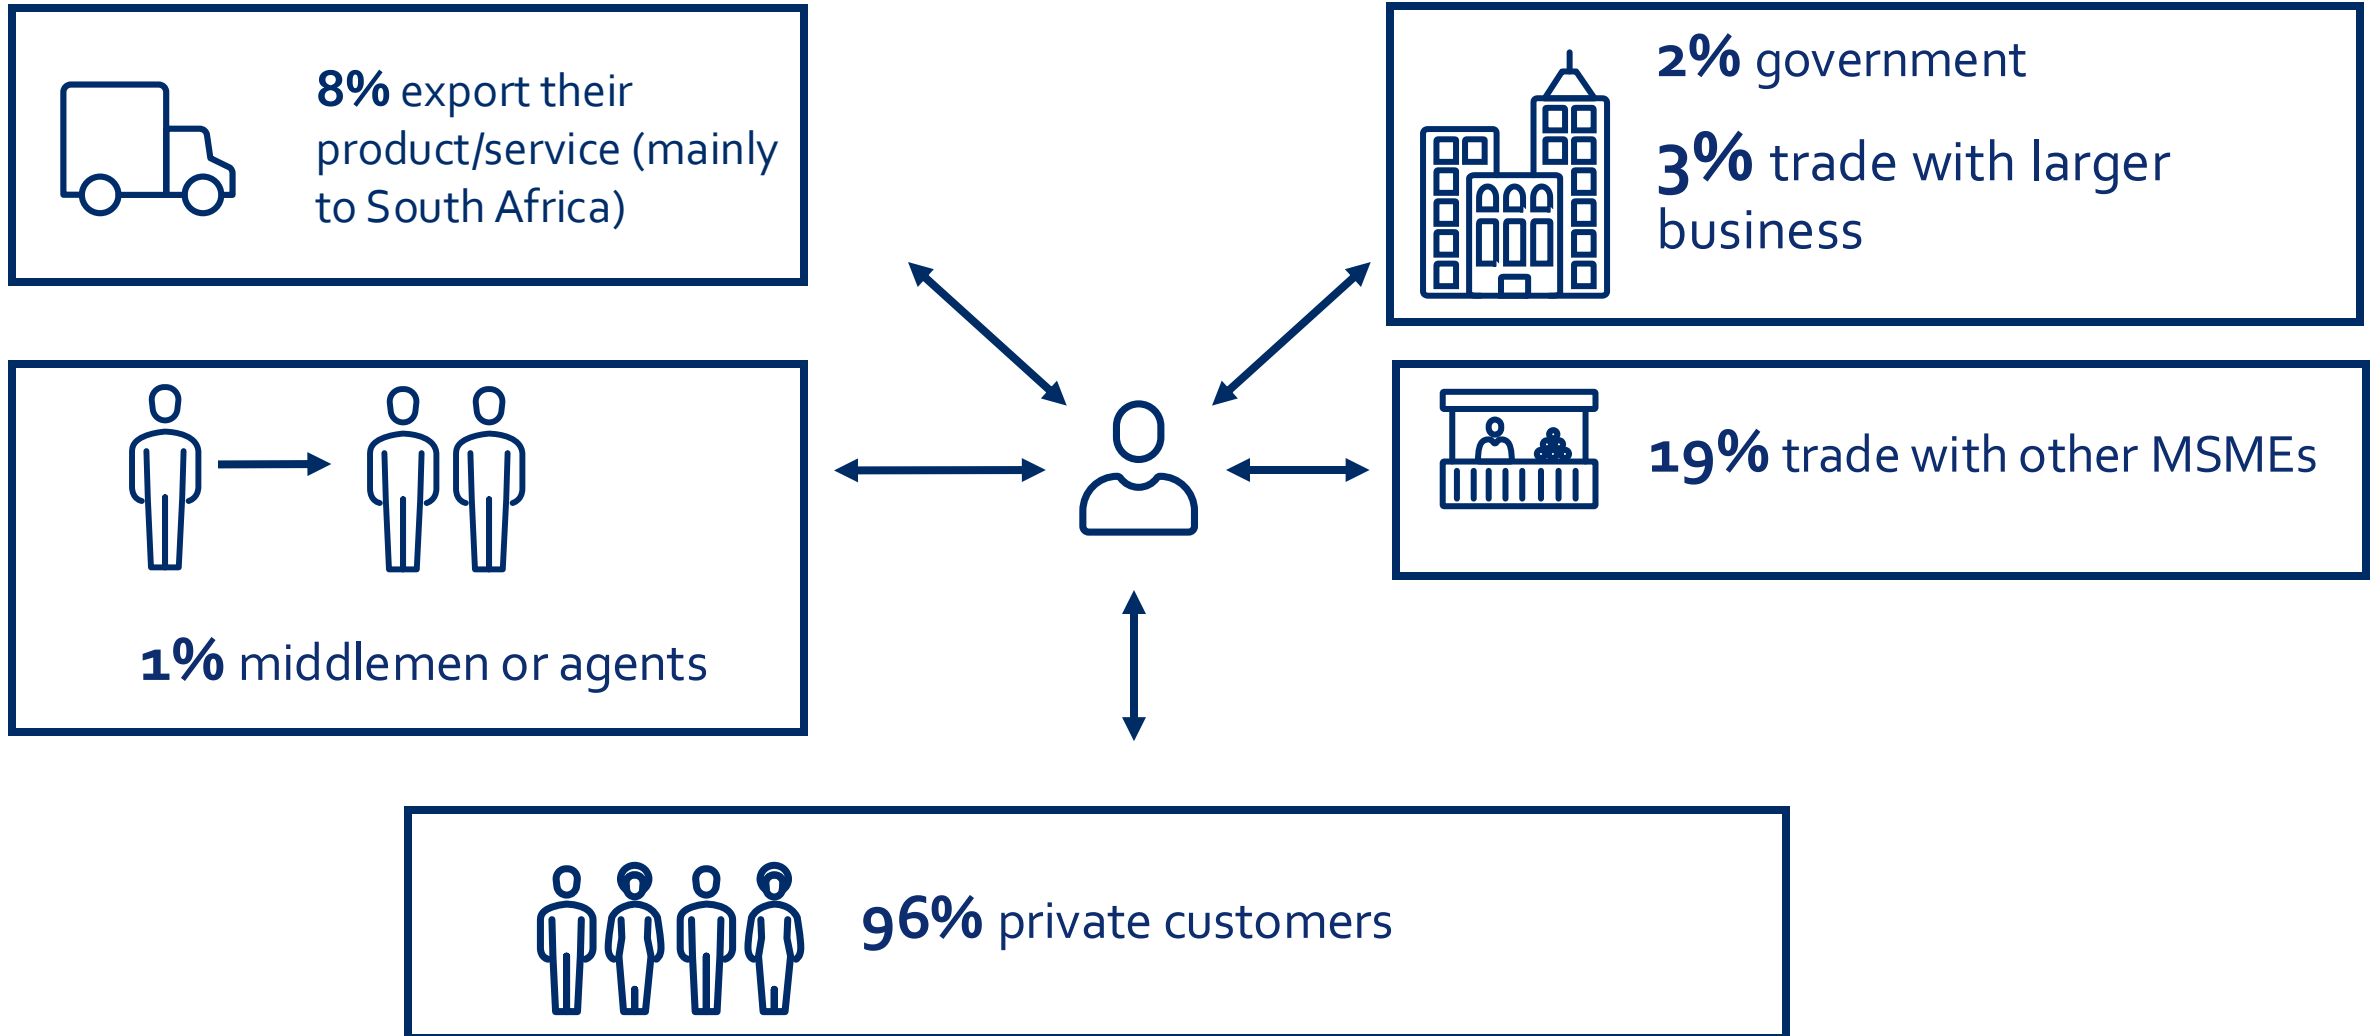 8% export their
product/service (mainly
to South Africa)
2% government
3% trade with larger
business
1% middlemen or agents
19% trade with other MSMEs
96% private customers